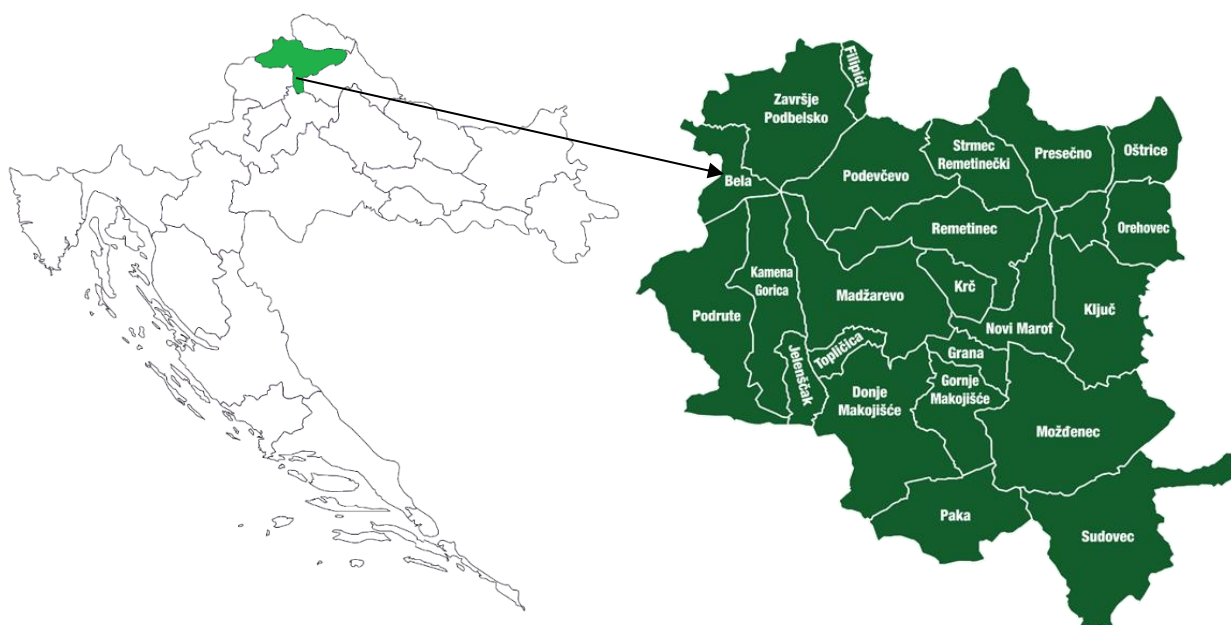 Filipići
Završje
Podbelsko
Strmec
Remetinečki
Presečno
Oštrice
Bela
Podevčevo
Remetinec
Orehovec
Kamena
Gorica
Krč
Madžarevo
Podrute
Ključ
Novi Marof
Topličica
Jelenščak
Grana
Gornje
Makojišće
Donje
Makojišće
Možđenec
Paka
Sudovec